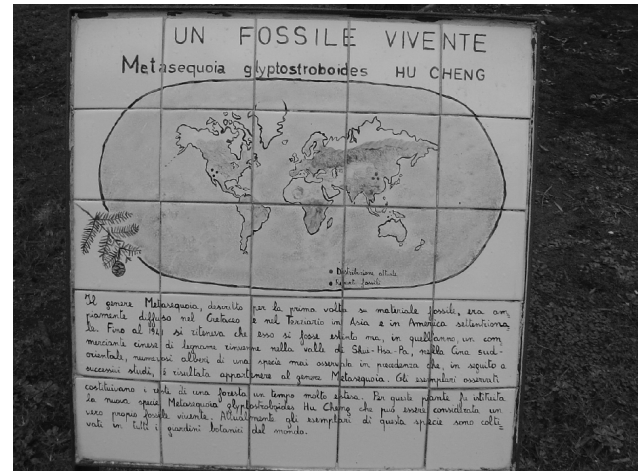 UN FOSSILE VIVENTE
Metasequoia glyptostroboides HU CHENG
Distribuzione attuale
Reperti fossili
Il genere Metasequoia, descritto per la prima volta su materiale fossile, era am=
piamente diffuso nel Cretaceo e nel Terziario in Asia e in America settentriona=
le. Fino al 1941 si riteneva che esso si fosse estinto ma, in quell'anno, un com=
merciante cinese di legname rinvenne nella valle de Shui-Hsa-Pa, nella Cina sud-
orientale, numerosi alberi di una specie mai osservata in precedenza che, in seguito a
successivi studi, è risultata appartenere al genere Metasequoia. Gli esemplari osservati
costituivano i resti di una foresta un tempo molto estesa. Per queste piante fu istituita
la nuova specie Metasequoia glyptostroboides Hu Cheng che può essere considerata un
vero proprio fossile vivente. Attualmente gli esemplari di questa specie sono colti=
vati in tutti i giardini botanici del mondo.